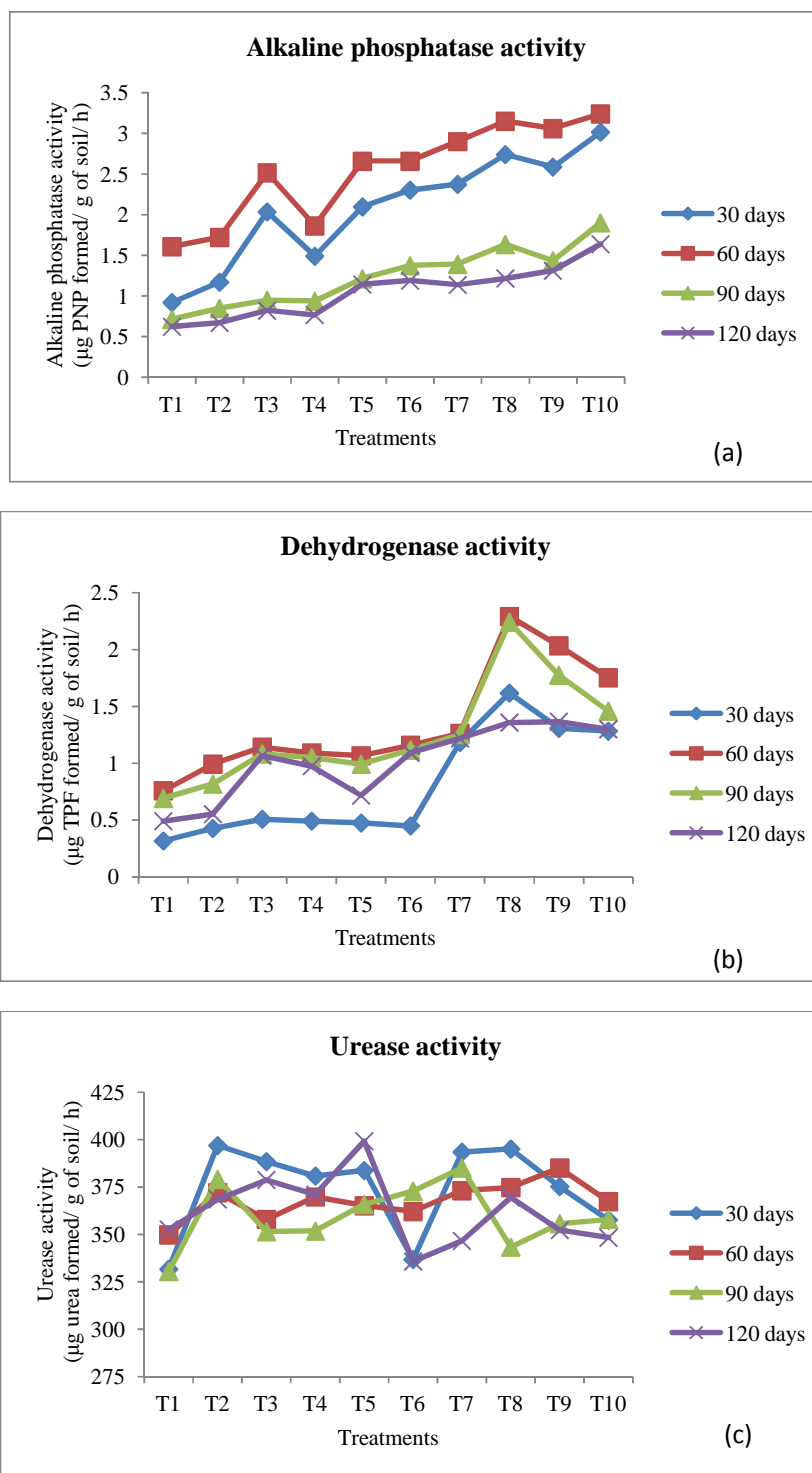 Alkaline phosphatase activity
Alkaline phosphatase activity
(µg PNP formed/ g of soil/ h)
3.5
3
2.5
2
1.5
1
0.5
0
T1 T2 T3 T4 T5 T6 T7 T8 T9 T10
Treatments
30 days
60 days
90 days
120 days
(a)
Dehydrogenase activity
Dehydrogenase activity
(µg TPF formed/ g of soil/ h)
2.5
2
1.5
1
0.5
0
T1 T2 T3 T4 T5 T6 T7 T8 T9 T10
Treatments
30 days
60 days
90 days
120 days
(b)
Urease activity
Urease activity
(µg urea formed/ g of soil/ h)
425
400
375
350
325
300
275
T1 T2 T3 T4 T5 T6 T7 T8 T9 T10
Treatments
30 days
60 days
90 days
120 days
(c)